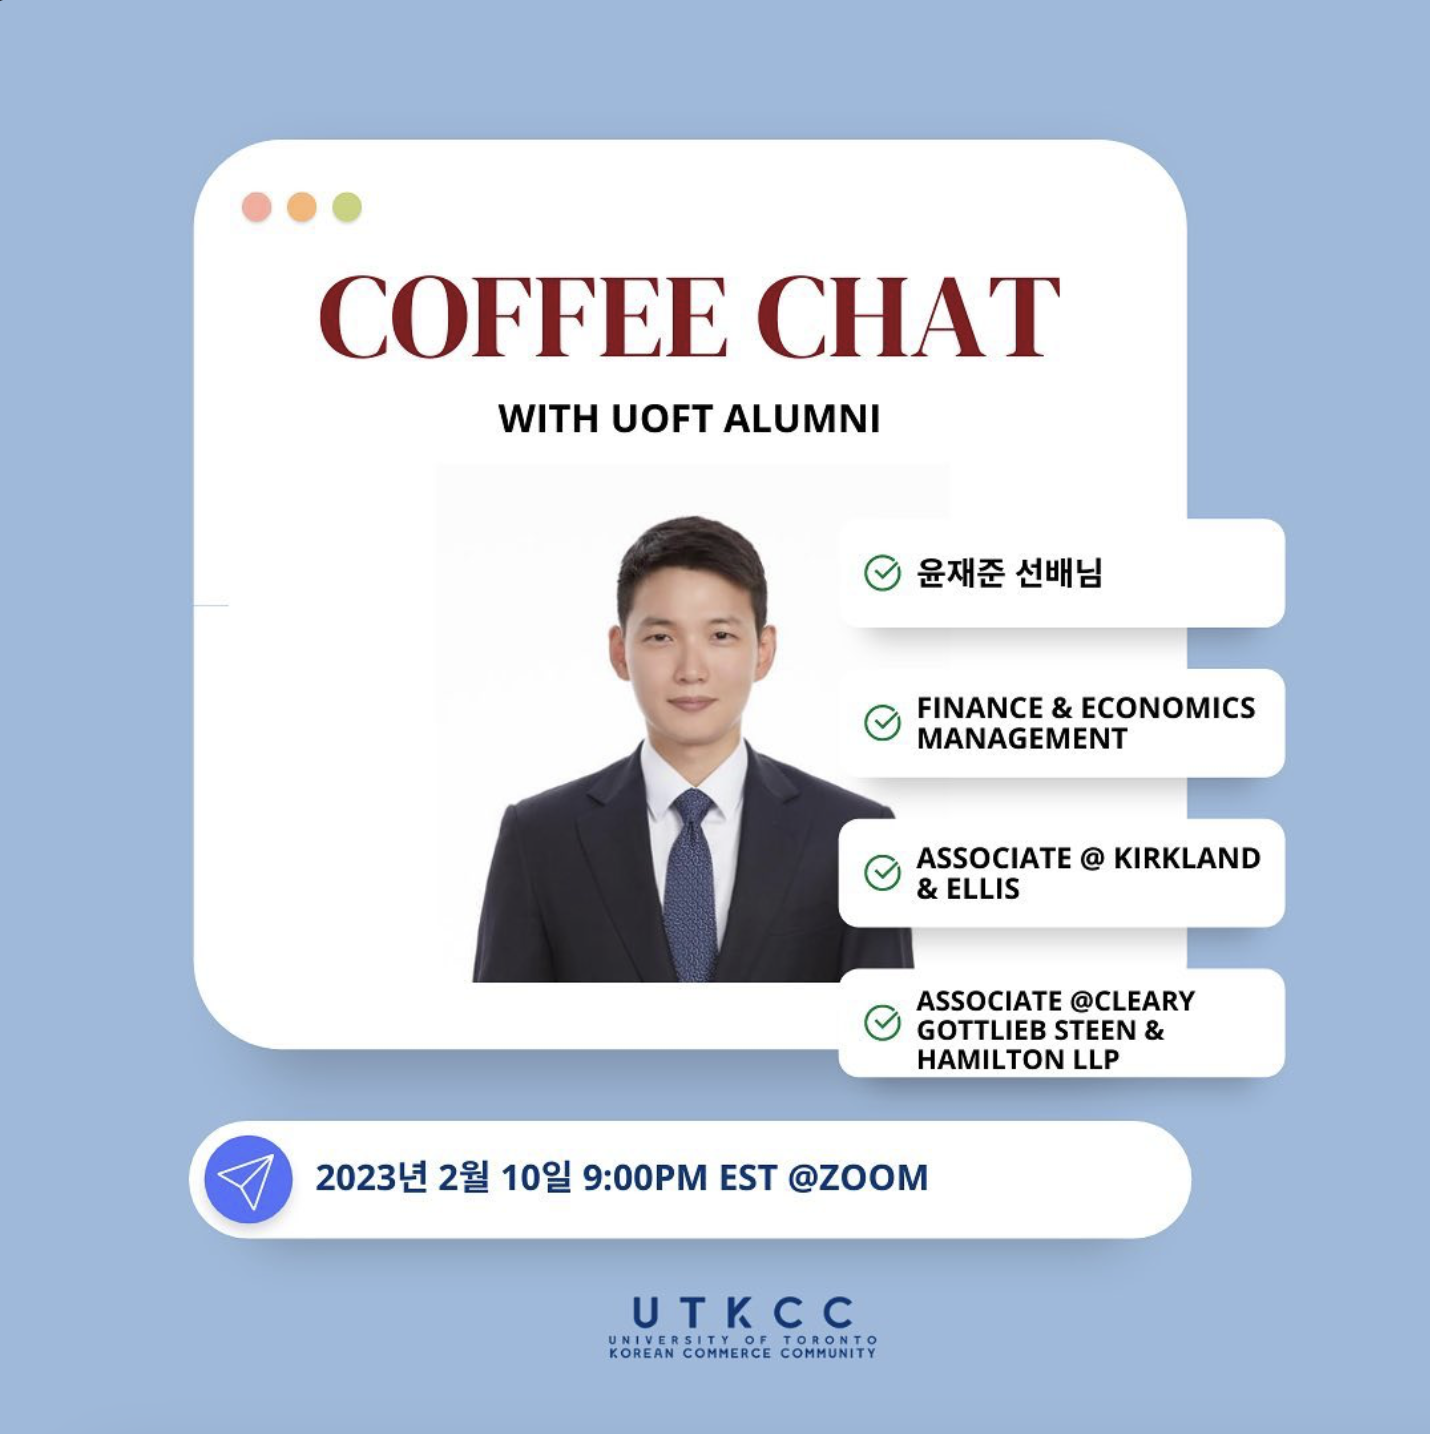 COFFEE CHAT
WITH UOFT ALUMNI
윤재준 선배님
FINANCE & ECONOMICS
MANAGEMENT
ASSOCIATE @ KIRKLAND
& ELLIS
ASSOCIATE @CLEARY
GOTTLIEB STEEN &
HAMILTON LLP
2023년 2월 10일 9:00PM EST @ZOOM
UTKCC
UNIVERSITY OF TORONTO
KOREAN COMMERCE COMMUNITY